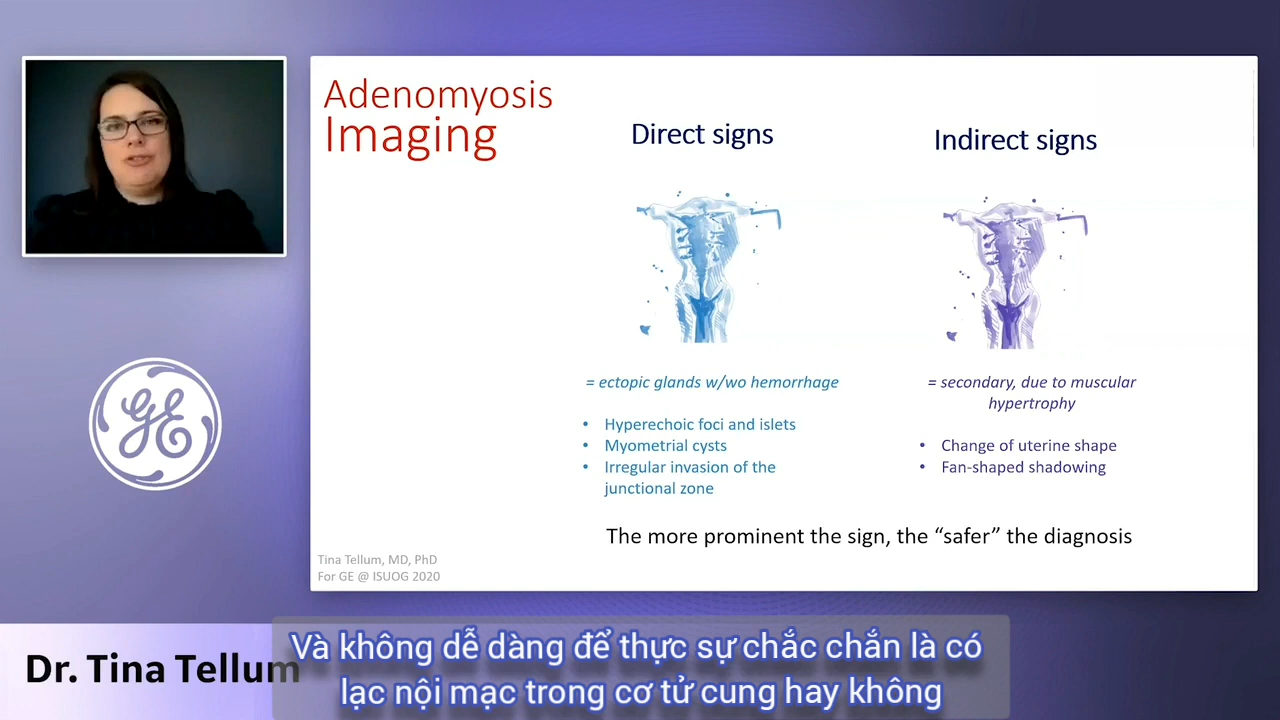 Adenomyosis
Imaging
Direct signs
Indirect signs
= ectopic glands w/wo hemorrhage
• Hyperechoic foci and islets
• Myometrial cysts
• Irregular invasion of the
junctional zone
= secondary, due to muscular
hypertrophy
• Change of uterine shape
• Fan-shaped shadowing
The more prominent the sign, the “safer” the diagnosis
Tina Tellum, MD, PhD
For GE @ ISUOG 2020
GE
Dr. Tina Tellum
Và không dễ dàng để thực sự chắc chắn là có
lạc nội mạc trong cơ tử cung hay không